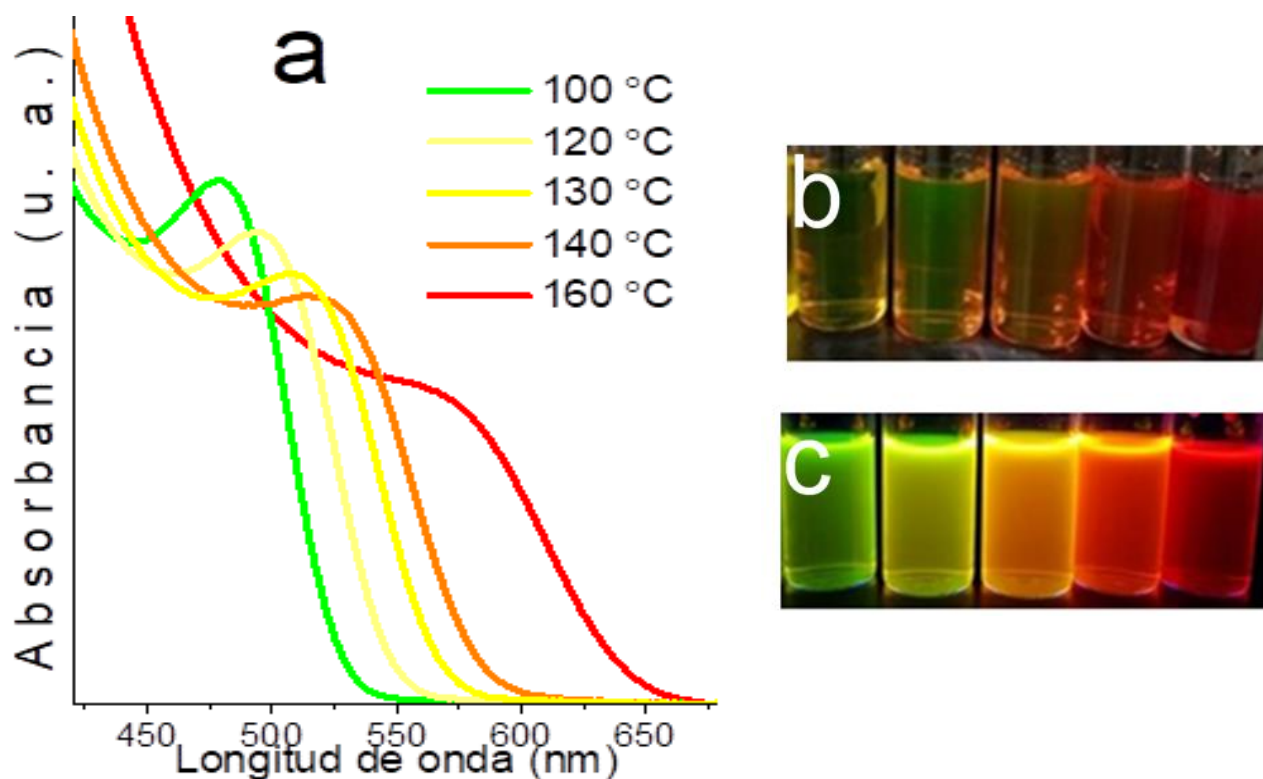 a
Absorbancia (u. a.)
100 °C
120 °C
130 °C
140 °C
160 °C
450 500 550 600 650
Longitud de onda (nm)
b
c